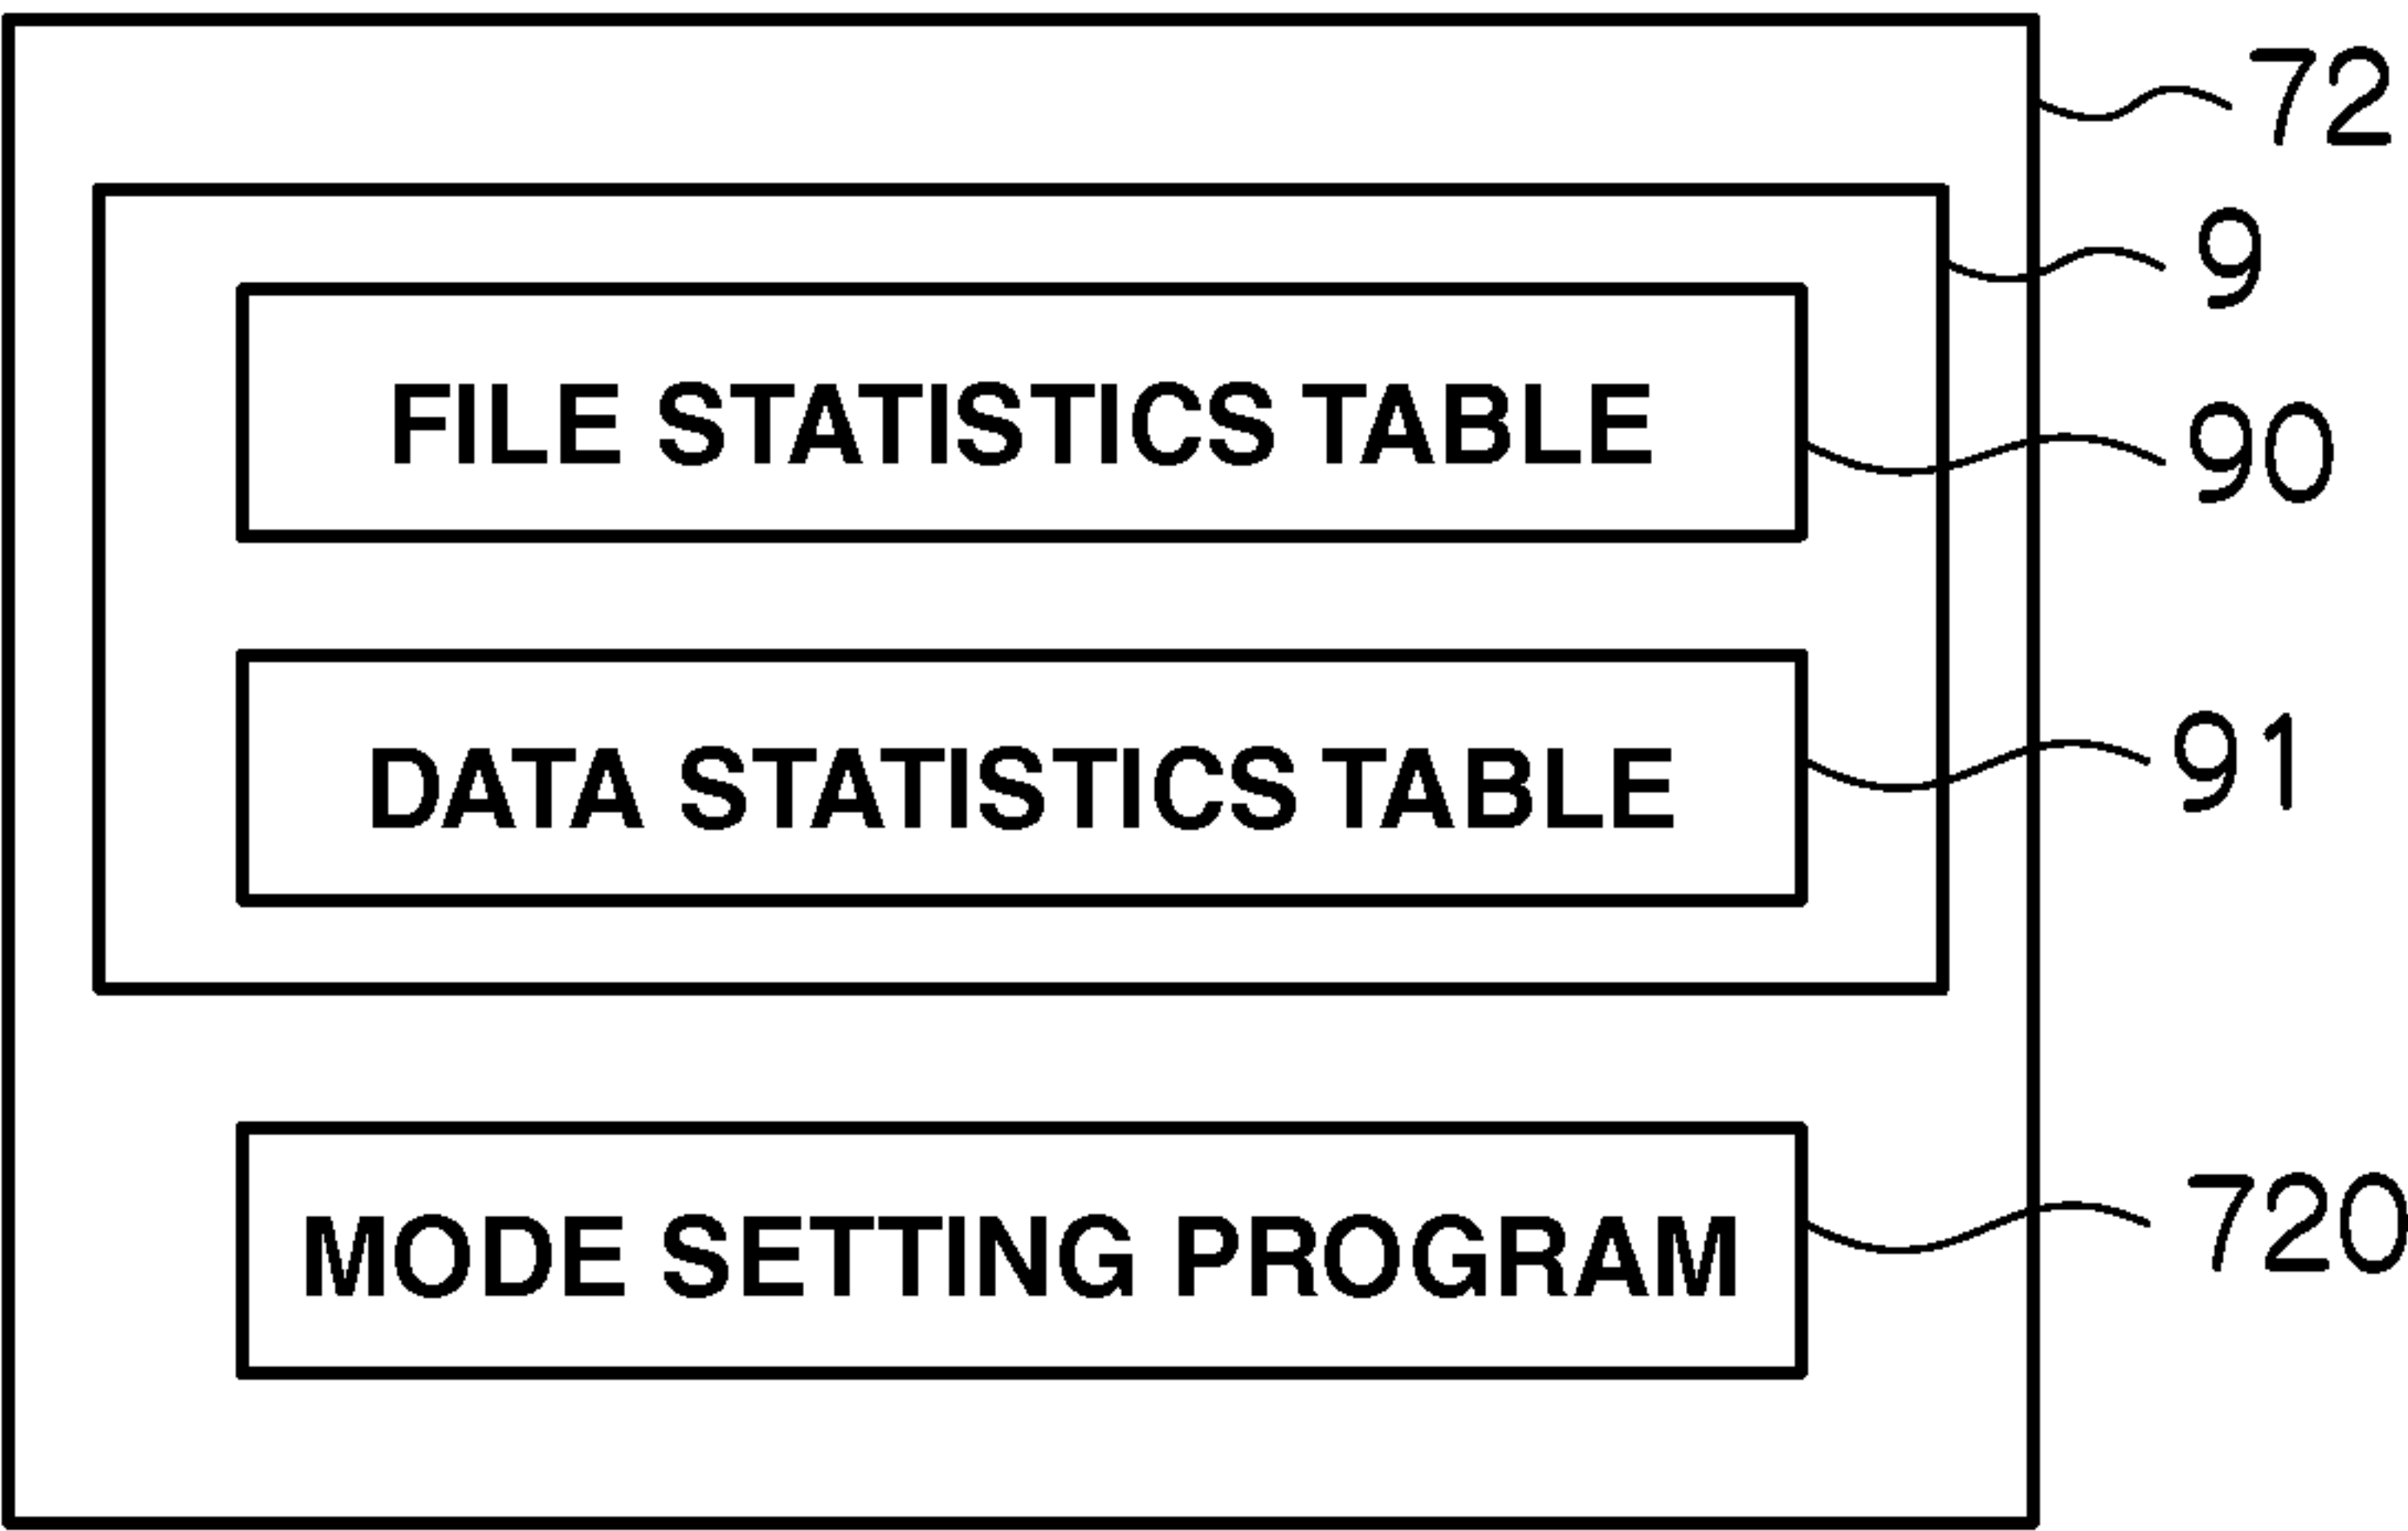 72
9
FILE STATISTICS TABLE
90
DATA STATISTICS TABLE
91
MODE SETTING PROGRAM
720